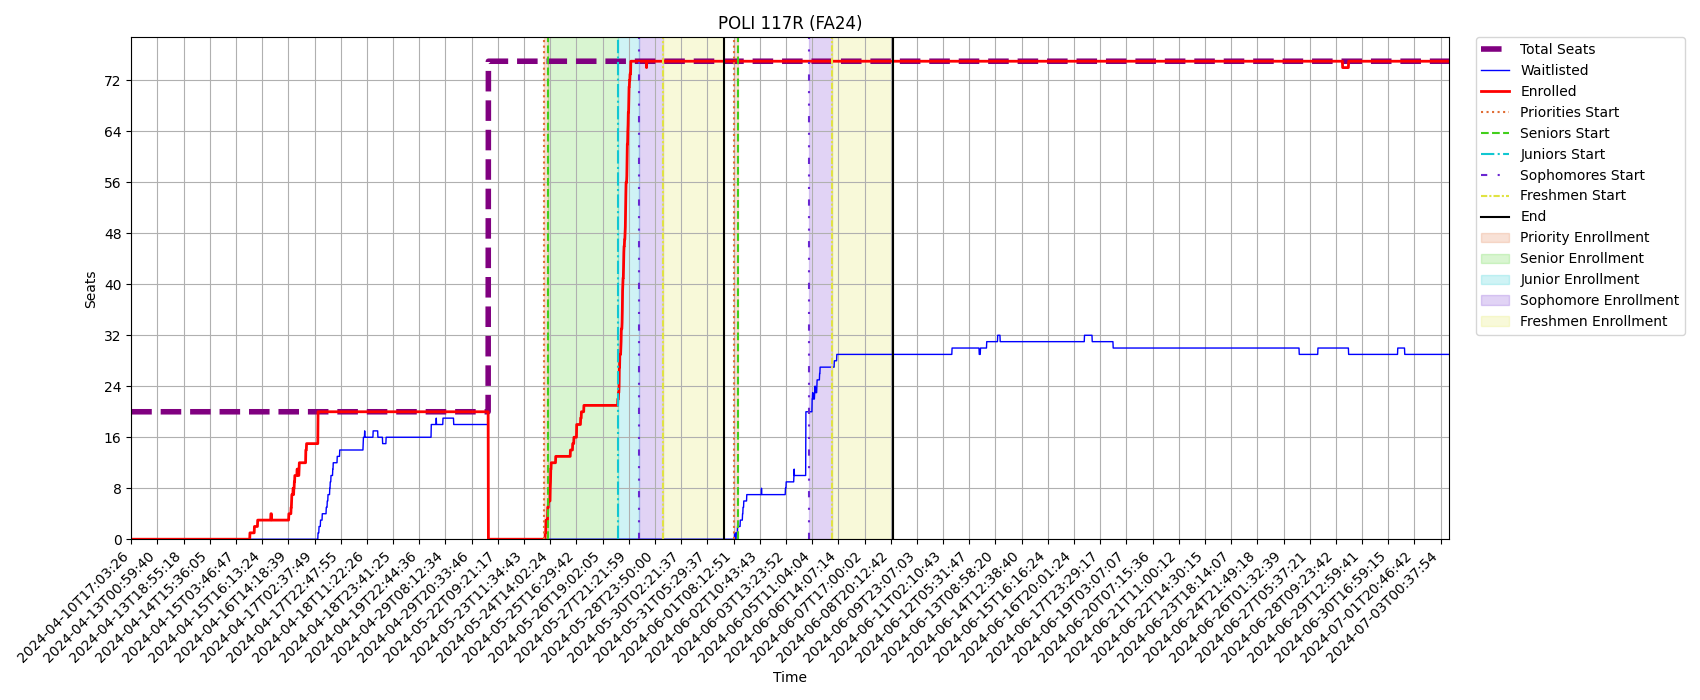 POLI 117R (FA24)
Total Seats
Waitlisted
Enrolled
Priorities Start
Seniors Start
Juniors Start
Sophomores Start
Freshmen Start
End
Priority Enrollment
Senior Enrollment
Junior Enrollment
Sophomore Enrollment
Freshmen Enrollment
Seats
72
64
56
48
40
32
24
16
8
0
2024-04-10T17:03:26
2024-04-13T00:59:40
2024-04-13T18:55:18
2024-04-14T15:36:05
2024-04-15T03:46:47
2024-04-15T16:13:24
2024-04-16T14:18:39
2024-04-17T02:37:49
2024-04-17T22:47:55
2024-04-18T11:22:26
2024-04-18T23:41:25
2024-04-19T22:44:36
2024-04-29T08:12:34
2024-05-22T09:21:17
2024-05-23T11:34:43
2024-05-24T14:02:24
2024-05-25T16:29:42
2024-05-26T19:02:05
2024-05-27T21:21:59
2024-05-28T23:50:00
2024-05-30T02:21:37
2024-05-31T05:29:37
2024-06-01T08:12:51
2024-06-02T10:43:43
2024-06-03T13:23:52
2024-06-05T11:04:04
2024-06-06T14:07:14
2024-06-07T17:00:02
2024-06-08T20:12:42
2024-06-09T23:07:03
2024-06-11T02:10:43
2024-06-12T05:31:47
2024-06-13T08:58:20
2024-06-14T12:38:40
2024-06-15T16:16:24
2024-06-16T20:01:24
2024-06-17T23:29:17
2024-06-19T03:07:07
2024-06-20T07:15:36
2024-06-21T11:00:12
2024-06-22T14:30:15
2024-06-23T18:14:07
2024-06-24T21:49:18
2024-06-26T01:32:39
2024-06-27T05:37:21
2024-06-28T09:23:42
2024-06-29T12:59:41
2024-06-30T16:59:15
2024-07-01T20:46:42
2024-07-03T00:37:54
Time